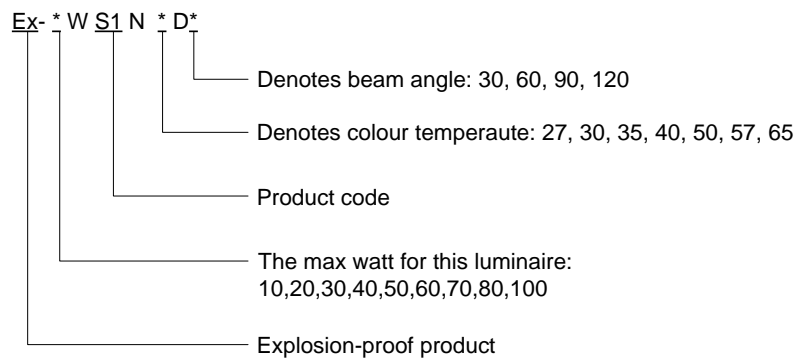 Ex- * W S1 N * D*
Denotes beam angle: 30, 60, 90, 120
Denotes colour temperaute: 27, 30, 35, 40, 50, 57, 65
Product code
The max watt for this luminaire:
10,20,30,40,50,60,70,80,100
Explosion-proof product